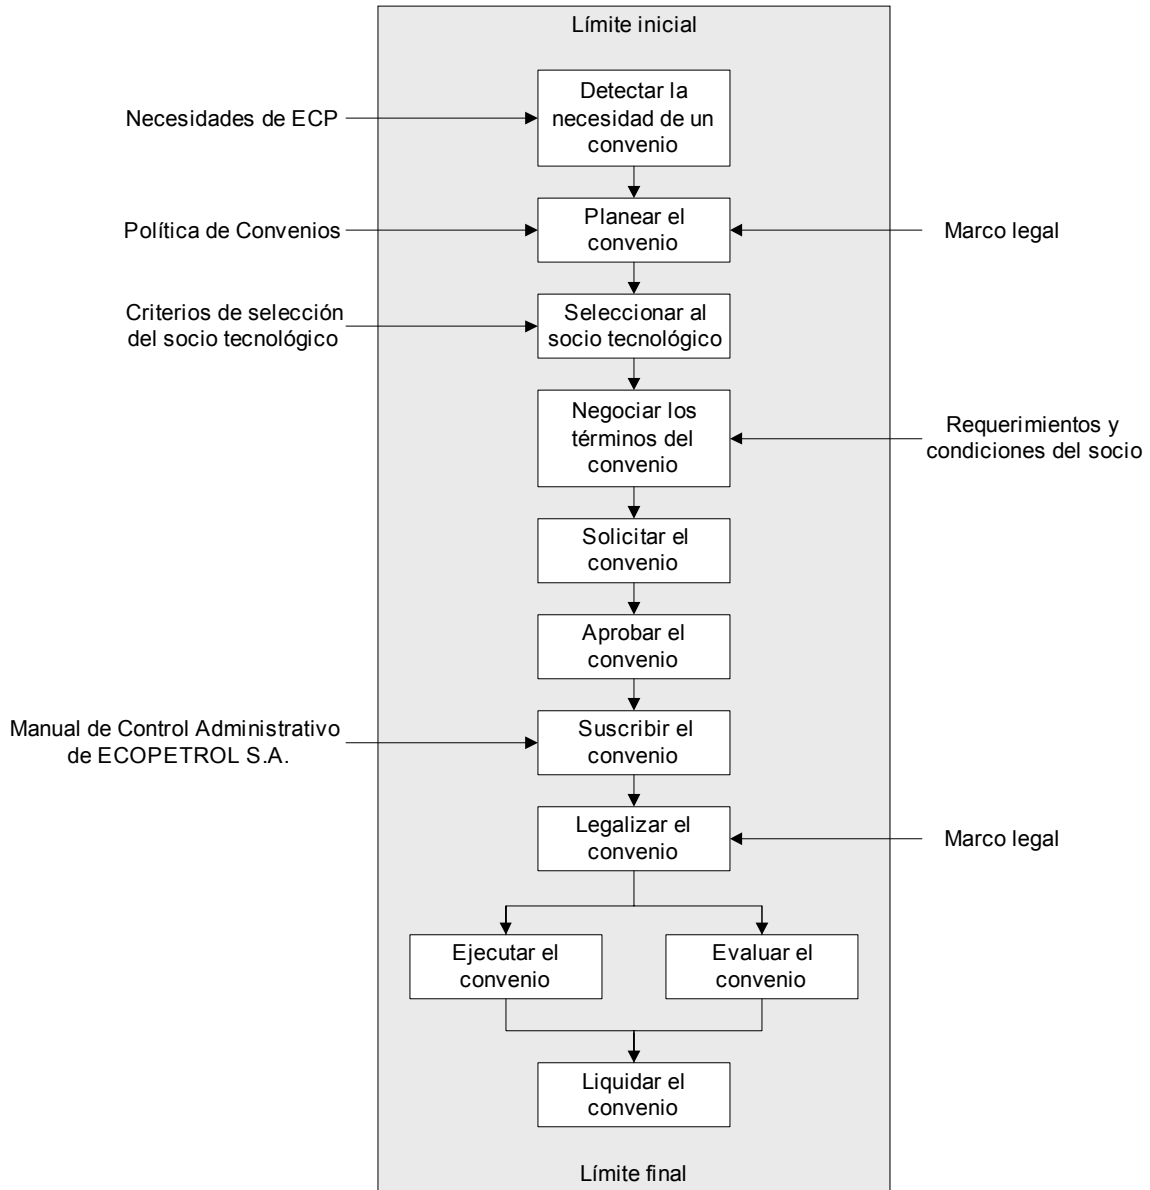 Límite inicial
Detectar la
necesidad de un
convenio
Necesidades de ECP
Planear el
convenio
Política de Convenios
Marco legal
Criterios de selección
del socio tecnológico
Seleccionar al
socio tecnológico
Negociar los
términos del
convenio
Requerimientos y
condiciones del socio
Solicitar el
convenio
Aprobar el
convenio
Manual de Control Administrativo
de ECOPETROL S.A.
Suscribir el
convenio
Legalizar el
convenio
Marco legal
Ejecutar el
convenio
Evaluar el
convenio
Liquidar el
convenio
Límite final